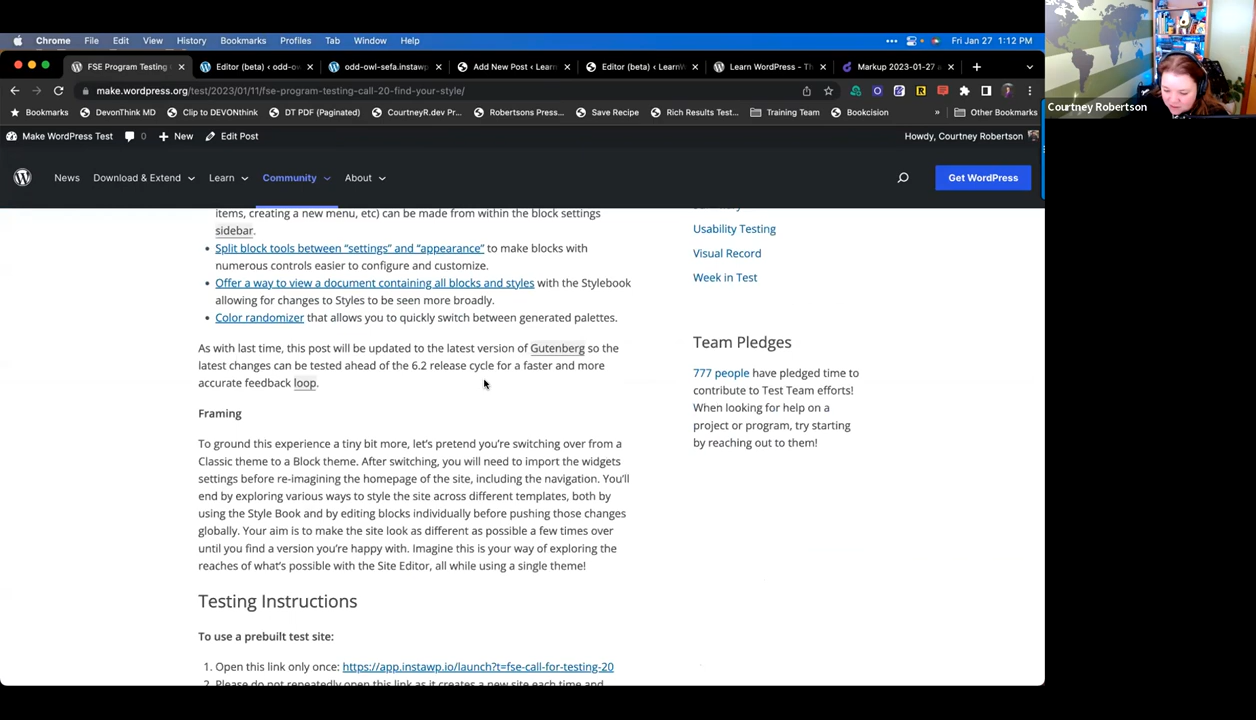 Chrome File Edit View History Bookmarks Profiles Tab Window Help
Fri Jan 27 1:12 PM
FSE Program Testing
Editor (beta) ‹ odd-ow
odd-owl-sefa.instawp
Add New Post ‹ Learn
Editor (beta) ‹ LearnW
Learn WordPress - Th
Markup 2023-01-27 a
make.wordpress.org/test/2023/01/11/fse-program-testing-call-20-find-your-style/
Bookmarks DevonThink MD Clip to DEVONthink DT PDF (Paginated) CourtneyR.dev Pr... Robertsons Press... Save Recipe Rich Results Test... Training Team Bookcision » Other Bookmarks
Courtney Robertson
Make WordPress Test 0 New Edit Post Howdy, Courtney Robertson
News Download & Extend Learn Community About Get WordPress
items, creating a new menu, etc) can be made from within the block settings
sidebar.
• Split block tools between “settings” and “appearance” to make blocks with
numerous controls easier to configure and customize.
• Offer a way to view a document containing all blocks and styles with the Stylebook
allowing for changes to Styles to be seen more broadly.
• Color randomizer that allows you to quickly switch between generated palettes.
As with last time, this post will be updated to the latest version of Gutenberg so the
latest changes can be tested ahead of the 6.2 release cycle for a faster and more
accurate feedback loop.
Framing
To ground this experience a tiny bit more, let’s pretend you’re switching over from a
Classic theme to a Block theme. After switching, you will need to import the widgets
settings before re-imagining the homepage of the site, including the navigation. You’ll
end by exploring various ways to style the site across different templates, both by
using the Style Book and by editing blocks individually before pushing those changes
globally. Your aim is to make the site look as different as possible a few times over
until you find a version you’re happy with. Imagine this is your way of exploring the
reaches of what’s possible with the Site Editor, all while using a single theme!
Testing Instructions
To use a prebuilt test site:
1. Open this link only once: https://app.instawp.io/launch?t=fse-call-for-testing-20
2. Please do not repeatedly open this link as it creates a new site each time and
Usability Testing
Visual Record
Week in Test
Team Pledges
777 people have pledged time to
contribute to Test Team efforts!
When looking for help on a
project or program, try starting
by reaching out to them!